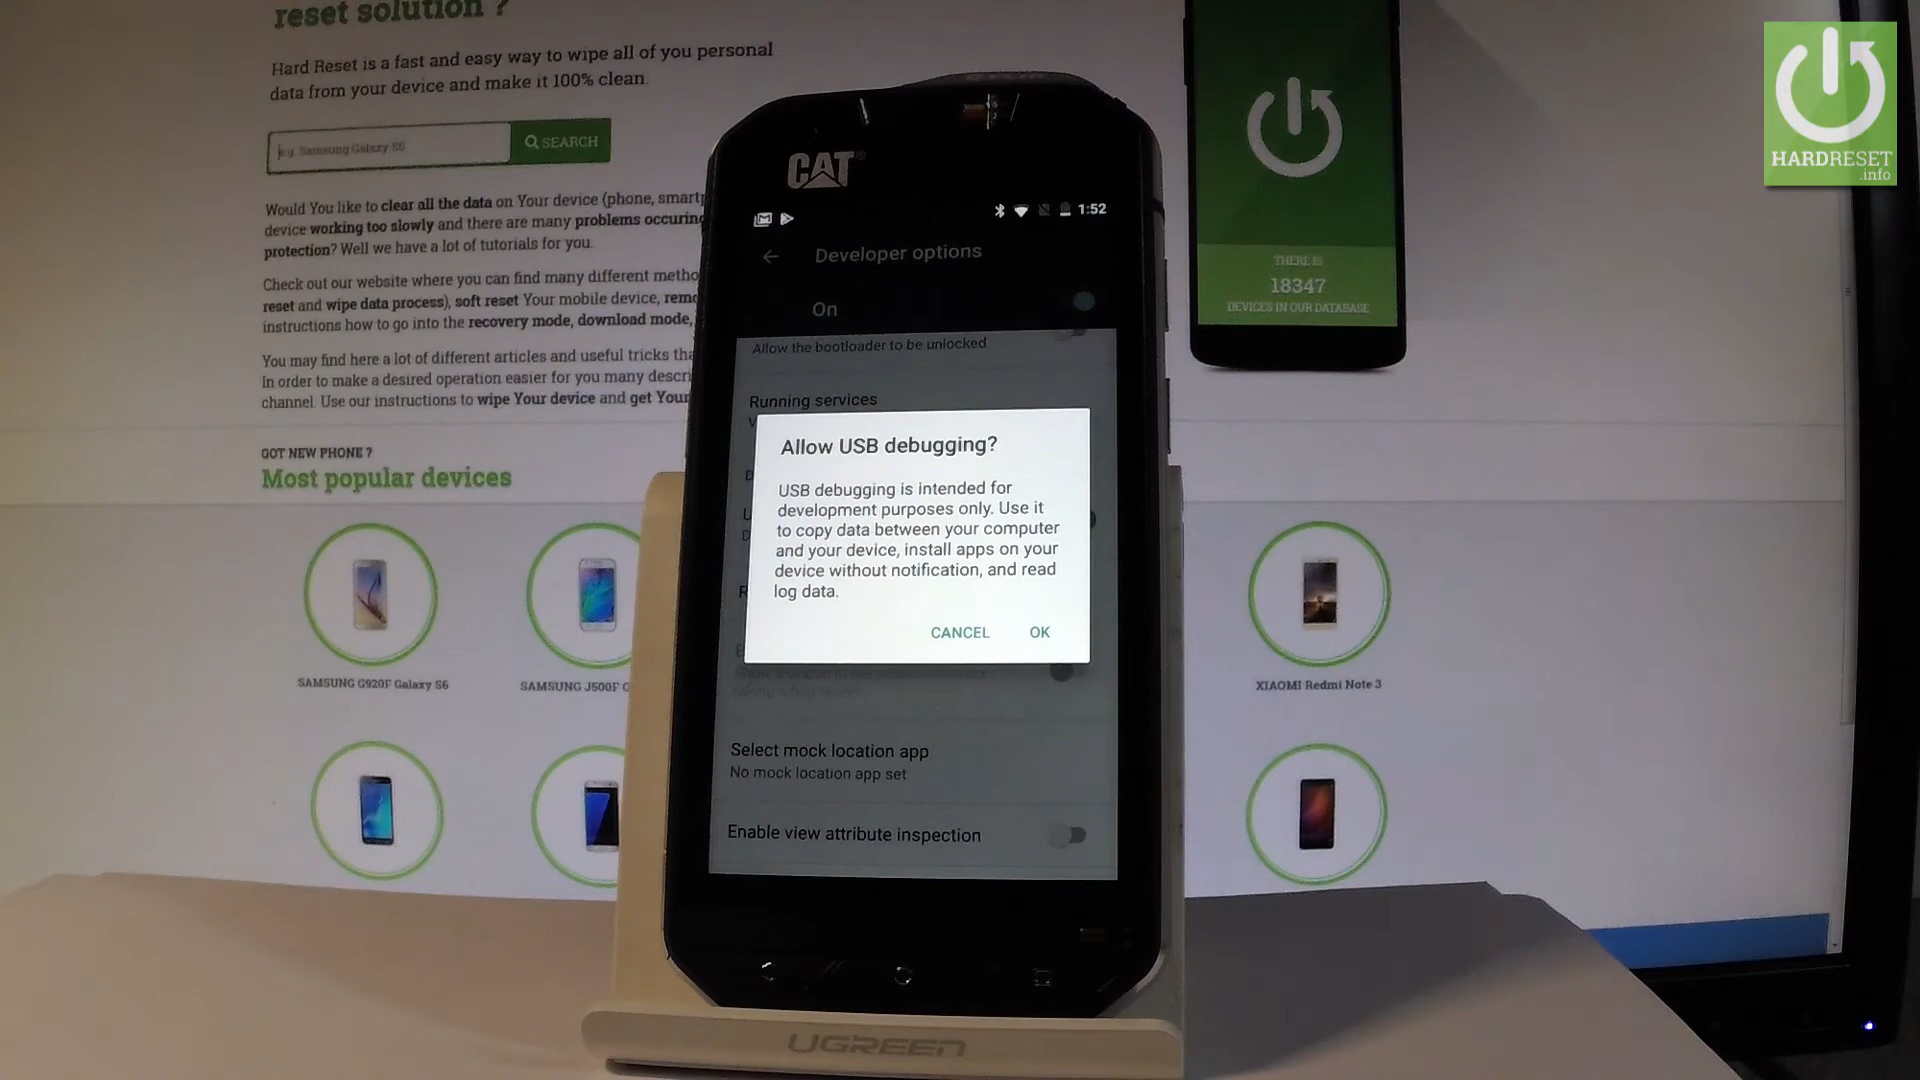 reset solution ?
Hard Reset is a fast and easy way to wipe all of you personal
data from your device and make it 100% clean.
e.g. Samsung Galaxy S6
SEARCH
Would You like to clear all the data on Your device (phone, smartp
device working too slowly and there are many problems occuring
protection? Well we have a lot of tutorials for you.
Check out our website where you can find many different metho
reset and wipe data process), soft reset Your mobile device, remo
instructions how to go into the recovery mode, download mode,
You may find here a lot of different articles and useful tricks tha
In order to make a desired operation easier for you many descri
channel. Use our instructions to wipe Your device and get Your
GOT NEW PHONE ?
Most popular devices
SAMSUNG G920F Galaxy S6
SAMSUNG J500F G
XIAOMI Redmi Note 3
THERE IS
18347
DEVICES IN OUR DATABASE
HARDRESET
.info
CAT
1:52
Developer options
On
Allow the bootloader to be unlocked
Running services
Allow USB debugging?
USB debugging is intended for
development purposes only. Use it
to copy data between your computer
and your device, install apps on your
device without notification, and read
log data.
CANCEL
OK
Select mock location app
No mock location app set
Enable view attribute inspection
UGREEN